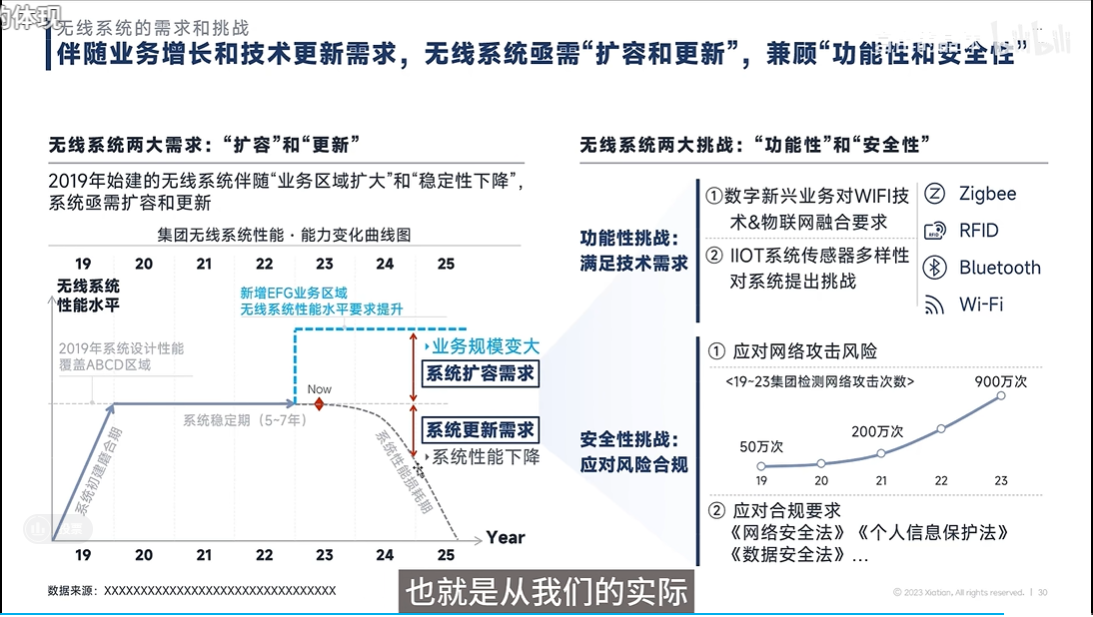 的体现
无线系统的需求和挑战
伴随业务增长和技术更新需求，无线系统亟需“扩容和更新”，兼顾“功能性和安全性”
bilibili
无线系统两大需求：“扩容”和“更新”
2019年始建的无线系统伴随“业务区域扩大”和“稳定性下降”，
系统亟需扩容和更新
集团无线系统性能·能力变化曲线图
19 20 21 22 23 24 25
无线系统
性能水平
新增EFG业务区域
无线系统性能水平要求提升
2019年系统设计性能
覆盖ABCD区域
业务规模变大
系统扩容需求
Now
系统稳定期（5-7年）
系统更新需求
系统性能下降
系统初建磨合期
系统性能损耗期
Year
19 20 21 22 23 24 25
数据来源：XXXXXXXXXXXXXXXXXXXXXXXXXXXXXXXX
无线系统两大挑战：“功能性”和“安全性”
功能性挑战：
满足技术需求
①数字新兴业务对WIFI技
术&物联网融合要求
② IIOT系统传感器多样性
对系统提出挑战
Zigbee
RFID
Bluetooth
Wi-Fi
安全性挑战：
应对风险合规
① 应对网络攻击风险
<19~23集团检测网络攻击次数>
900万次
200万次
50万次
19 20 21 22 23
② 应对合规要求
《网络安全法》《个人信息保护法》
《数据安全法》...
也就是从我们的实际
© 2023 Xiatian. All rights reserved. | 30